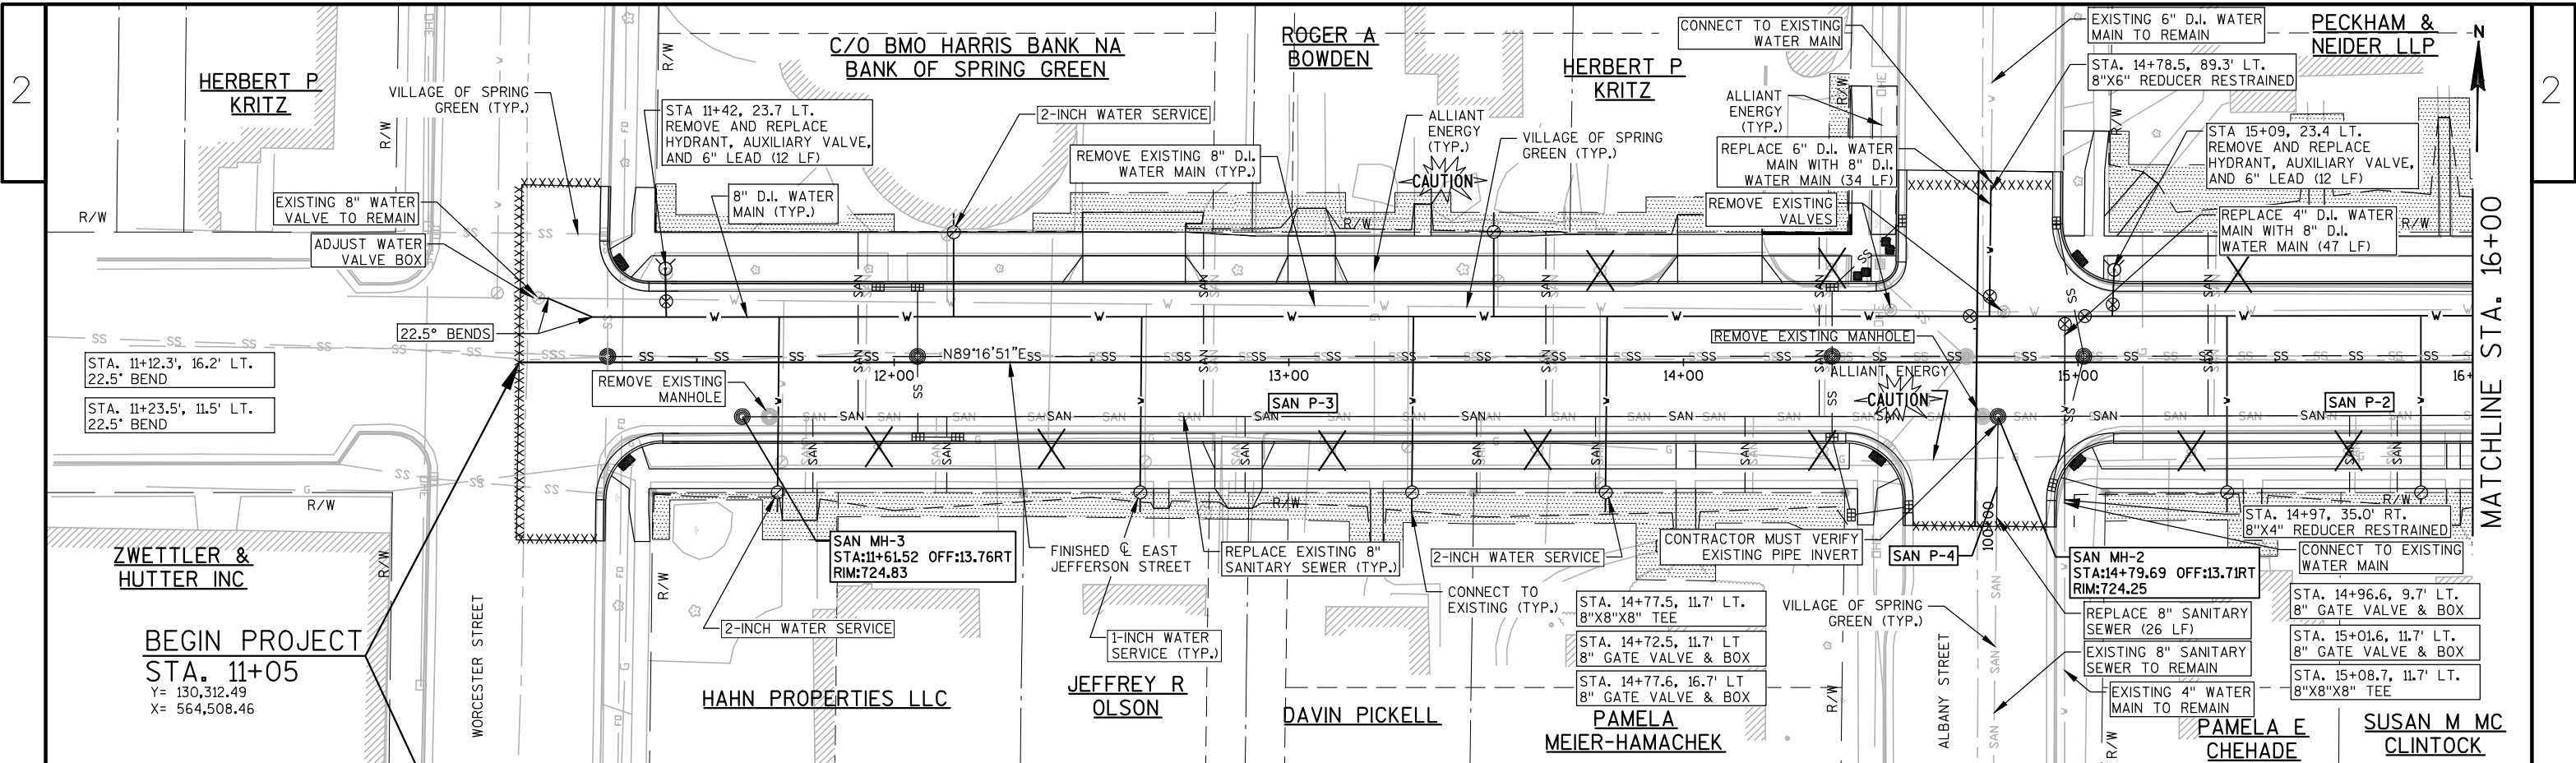 2
HERBERT P
KRITZ
C/O BMO HARRIS BANK NA
BANK OF SPRING GREEN
ROGER A
BOWDEN
HERBERT P
KRITZ
PECKHAM &
NEIDER LLP
N
2
VILLAGE OF SPRING
GREEN (TYP.)
STA 11+42, 23.7 LT.
REMOVE AND REPLACE
HYDRANT, AUXILIARY VALVE,
AND 6" LEAD (12 LF)
2-INCH WATER SERVICE
REMOVE EXISTING 8" D.I.
WATER MAIN (TYP.)
ALLIANT
ENERGY
(TYP.)
CAUTION
VILLAGE OF SPRING
GREEN (TYP.)
CONNECT TO EXISTING
WATER MAIN
ALLIANT
ENERGY
(TYP.)
REPLACE 6" D.I. WATER
MAIN WITH 8" D.I.
WATER MAIN (34 LF)
REMOVE EXISTING
VALVES
EXISTING 6" D.I. WATER
MAIN TO REMAIN
STA. 14+78.5, 89.3' LT.
8"X6" REDUCER RESTRAINED
STA 15+09, 23.4 LT.
REMOVE AND REPLACE
HYDRANT, AUXILIARY VALVE,
AND 6" LEAD (12 LF)
REPLACE 4" D.I. WATER
MAIN WITH 8" D.I.
WATER MAIN (47 LF)
MATCHLINE STA. 16+00
R/W
R/W
R/W
R/W
R/W
R/W
R/W
EXISTING 8" WATER
VALVE TO REMAIN
ADJUST WATER
VALVE BOX
8" D.I. WATER
MAIN (TYP.)
22.5° BENDS
STA. 11+12.3', 16.2' LT.
22.5° BEND
STA. 11+23.5', 11.5' LT.
22.5° BEND
REMOVE EXISTING
MANHOLE
N89°16'51"E
12+00
13+00
14+00
15+00
16+
REMOVE EXISTING MANHOLE
ALLIANT ENERGY
CAUTION
SAN P-3
SAN P-2
SAN P-4
10+00
R/W
R/W
R/W
R/W
R/W
R/W
R/W
SAN MH-3
STA:11+61.52 OFF:13.76RT
RIM:724.83
FINISHED ℄ EAST
JEFFERSON STREET
REPLACE EXISTING 8"
SANITARY SEWER (TYP.)
2-INCH WATER SERVICE
CONTRACTOR MUST VERIFY
EXISTING PIPE INVERT
SAN MH-2
STA:14+79.69 OFF:13.71RT
RIM:724.25
STA. 14+97, 35.0' RT.
8"X4" REDUCER RESTRAINED
CONNECT TO EXISTING
WATER MAIN
ZWETTLER &
HUTTER INC
BEGIN PROJECT
STA. 11+05
Y= 130,312.49
X= 564,508.46
WORCESTER STREET
2-INCH WATER SERVICE
1-INCH WATER
SERVICE (TYP.)
CONNECT TO
EXISTING (TYP.)
STA. 14+77.5, 11.7' LT.
8"X8"X8" TEE
STA. 14+72.5, 11.7' LT
8" GATE VALVE & BOX
STA. 14+77.6, 16.7' LT
8" GATE VALVE & BOX
VILLAGE OF SPRING
GREEN (TYP.)
ALBANY STREET
REPLACE 8" SANITARY
SEWER (26 LF)
EXISTING 8" SANITARY
SEWER TO REMAIN
EXISTING 4" WATER
MAIN TO REMAIN
STA. 14+96.6, 9.7' LT.
8" GATE VALVE & BOX
STA. 15+01.6, 11.7' LT.
8" GATE VALVE & BOX
STA. 15+08.7, 11.7' LT.
8"X8"X8" TEE
HAHN PROPERTIES LLC
JEFFREY R
OLSON
DAVIN PICKELL
PAMELA
MEIER-HAMACHEK
PAMELA E
CHEHADE
SUSAN M MC
CLINTOCK